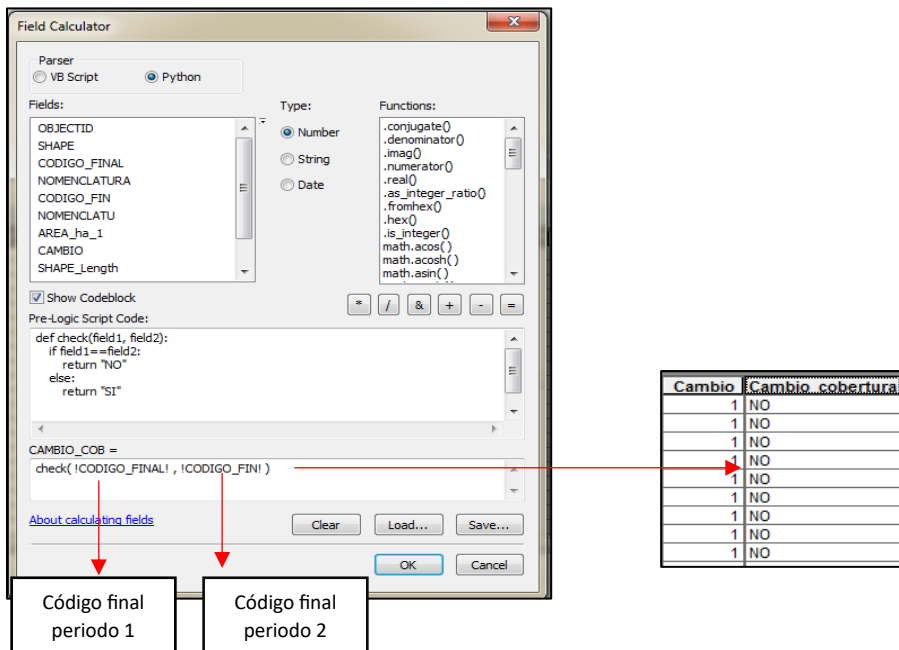 Field Calculator
Parser
VB Script Python
Fields: Type: Functions:
OBJECTID
SHAPE
CODIGO_FINAL
NOMENCLATURA
CODIGO_FIN
NOMENCLATU
AREA_ha_1
CAMBIO
SHAPE_Length
Number
String
Date
.conjugate()
.denominator()
.imag()
.numerator()
.real()
.as_integer_ratio()
.fromhex()
.hex()
.is_integer()
math.acos( )
math.acosh( )
math.asin( )
Show Codeblock
* / & + - =
Pre-Logic Script Code:
def check(field1, field2):
if field1==field2:
return "NO"
else:
return "SI"
CAMBIO_COB =
check( !CODIGO_FINAL! , !CODIGO_FIN! )
About calculating fields
Clear Load... Save...
OK Cancel
Código final
periodo 1
Código final
periodo 2
Cambio Cambio_cobertura
1 NO
1 NO
1 NO
1 NO
1 NO
1 NO
1 NO
1 NO
1 NO